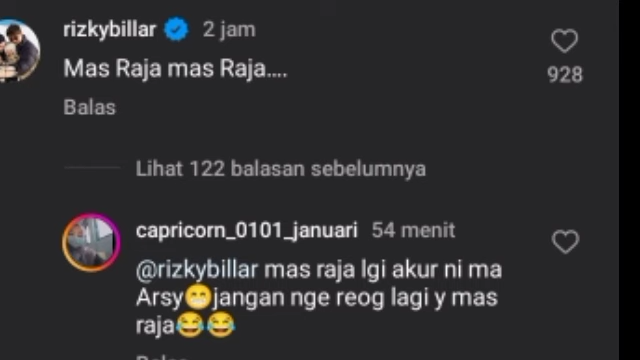 rizkybillar 2 jam
Mas Raja mas Raja....
928
Balas
Lihat 122 balasan sebelumnya
capricorn_0101_januari 54 menit
@rizkybillar mas raja lgi akur ni ma
Arsy😁jangan nge reog lagi y mas
raja😂😂